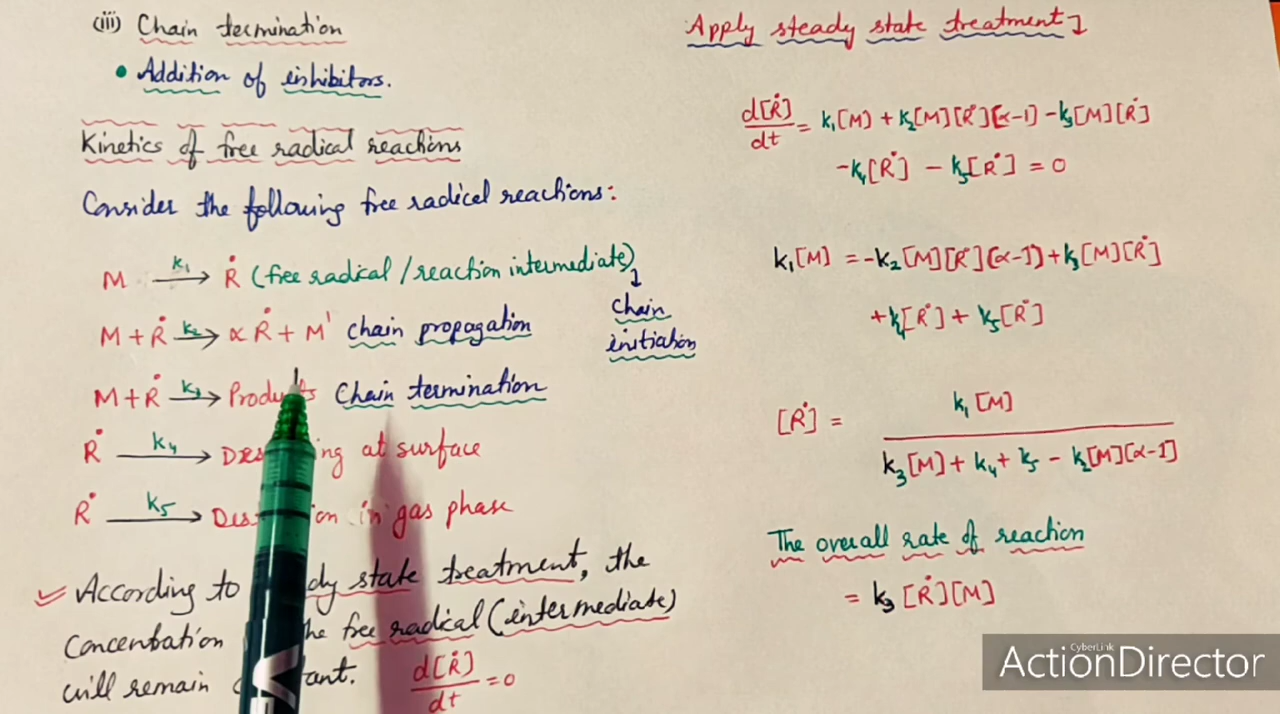 (iii) Chain termination
• Addition of inhibitors.
Kinetics of free radical reactions
Consider the following free radical reactions:
M —k₁→ Ṙ (free radical/reaction intermediate)
↓
Chain
initiation
M + Ṙ —k₂→ ∝ Ṙ + M' Chain propagation
M + Ṙ —k₃→ Products Chain termination
Ṙ —k₄→ at surface
Ṙ —k₅→ in gas phase
✓ According to state treatment, the
free radical (intermediate)
will remain d[Ṙ]/dt = 0
Apply steady state treatment]
d[Ṙ]/dt = k₁[M] + k₂[M][Ṙ][∝-1] - k₃[M][Ṙ]
-k₄[Ṙ] - k₅[Ṙ] = 0
k₁[M] = -k₂[M][Ṙ][∝-1] + k₃[M][Ṙ]
+ k₄[Ṙ] + k₅[Ṙ]
[Ṙ] = k₁[M] / k₃[M] + k₄ + k₅ - k₂[M][∝-1]
The overall rate of reaction
= k₃[Ṙ][M]
CyberLink
ActionDirector